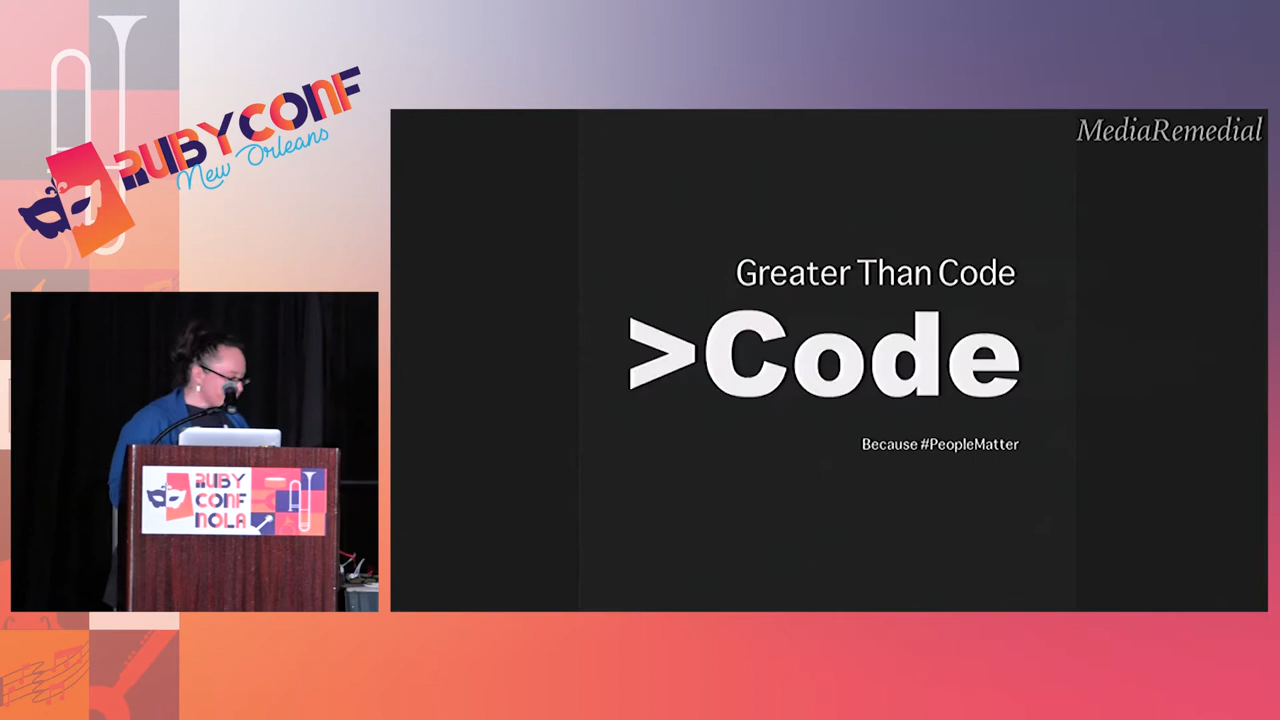 RUBYCONF
New Orleans
MediaRemedial
Greater Than Code
>Code
Because #PeopleMatter
RUBY
CONF
NOLA